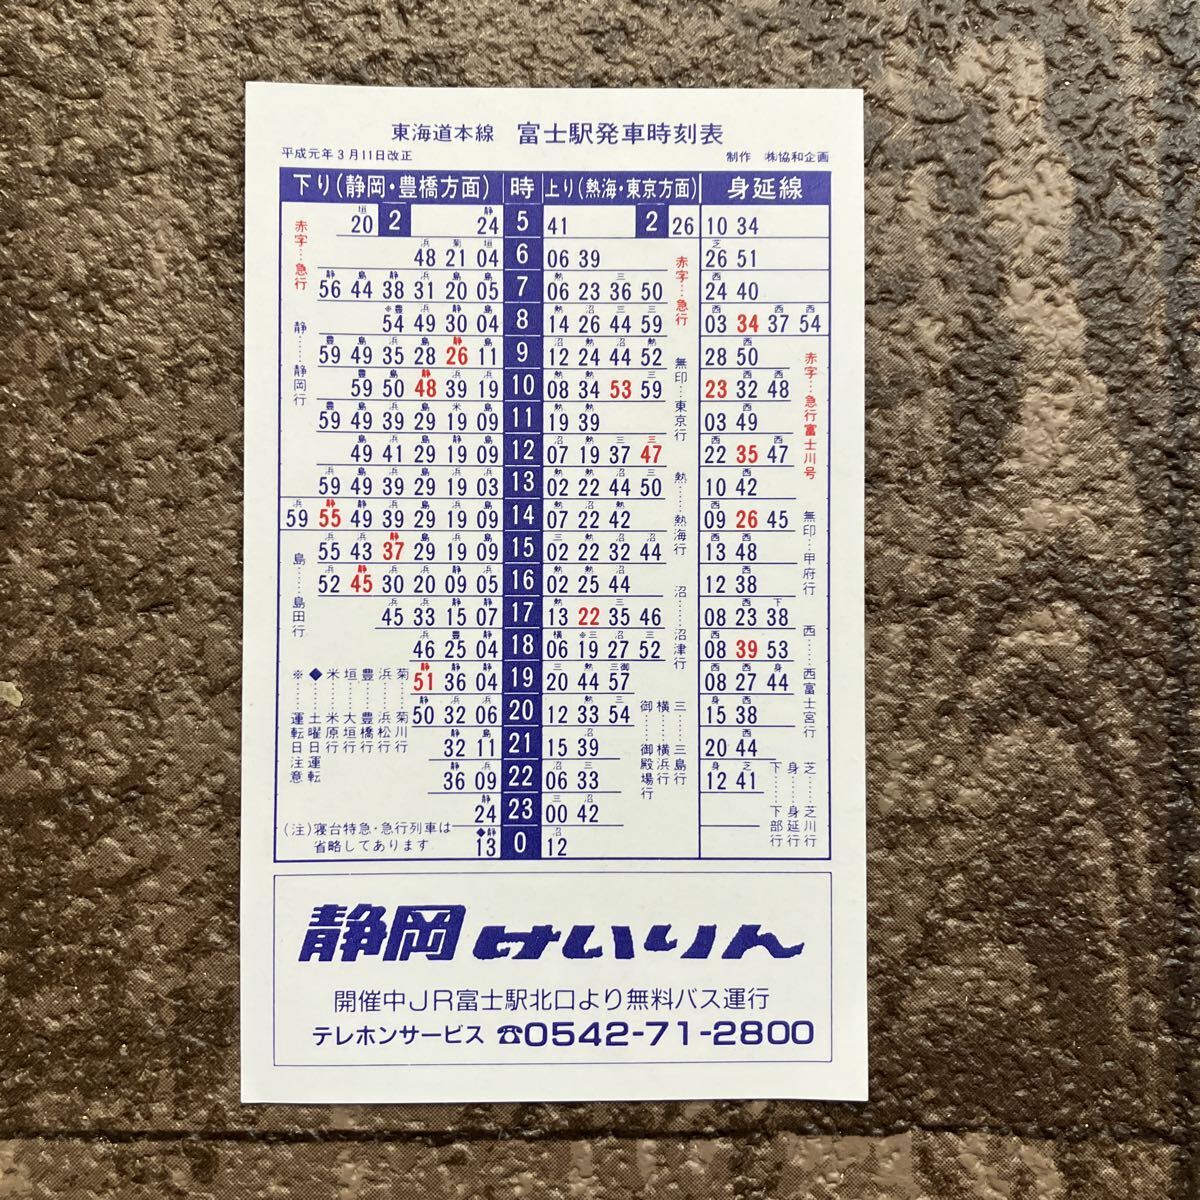 東海道本線 富士駅発車時刻表
平成元年3月11日改正 制作 ㈱協和企画
下り(静岡・豊橋方面) 時 上り(熱海・東京方面) 身延線
20 2 24 5 41 2 26 10 34
48 21 04 6 06 39 26 51
56 44 38 31 20 05 7 06 23 36 50 24 40
54 49 30 04 8 14 26 44 59 03 34 37 54
59 49 35 28 26 11 9 12 24 44 52 28 50
59 50 48 39 19 10 08 34 53 59 23 32 48
59 49 39 29 19 09 11 19 39 03 49
49 41 29 19 09 12 07 19 37 47 22 35 47
59 49 39 29 19 03 13 02 22 44 50 10 42
59 55 49 39 29 19 09 14 07 22 42 09 26 45
55 43 37 29 19 09 15 02 22 32 44 13 48
52 45 30 20 09 05 16 02 25 44 12 38
45 33 15 07 17 13 22 35 46 08 23 38
46 25 04 18 06 19 27 52 08 39 53
51 36 04 19 20 44 57 08 27 44
50 32 06 20 12 33 54 15 38
32 11 21 15 39 20 44
36 09 22 06 33 12 41
24 23 00 42
13 0 12
赤字…急行
静……静岡行
島……島田行
菊……菊川行
浜……浜松行
豊……豊橋行
垣……大垣行
米……米原行
◆……土曜日運転
※……運転日注意
(注)寝台特急・急行列車は
省略してあります
赤字…急行
無印…東京行
熱……熱海行
沼……沼津行
三……三島行
横……横浜行
御……御殿場行
赤字…急行富士川号
無印…甲府行
西……西富士宮行
芝……芝川行
身……身延行
下……下部行
静岡けいりん
開催中JR富士駅北口より無料バス運行
テレホンサービス ☎0542-71-2800